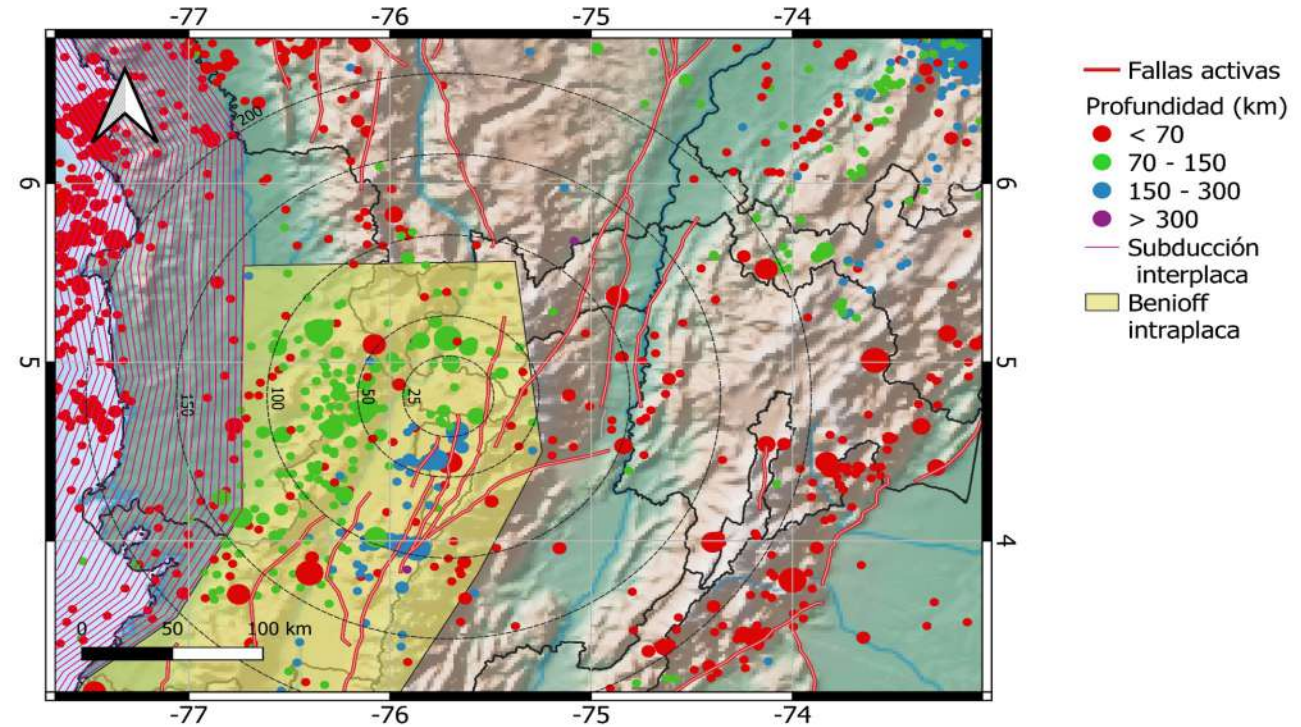 -77 -76 -75 -74
Fallas activas
Profundidad (km)
< 70
70 - 150
150 - 300
> 300
Subducción
interplaca
Benioff
intraplaca
200
6 6
5 5
150 100 50 25
4 4
0 50 100 km
-77 -76 -75 -74